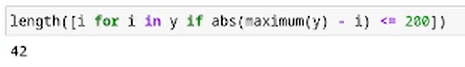 length([i for i in y if abs(maximum(y) - i) <= 200])
42